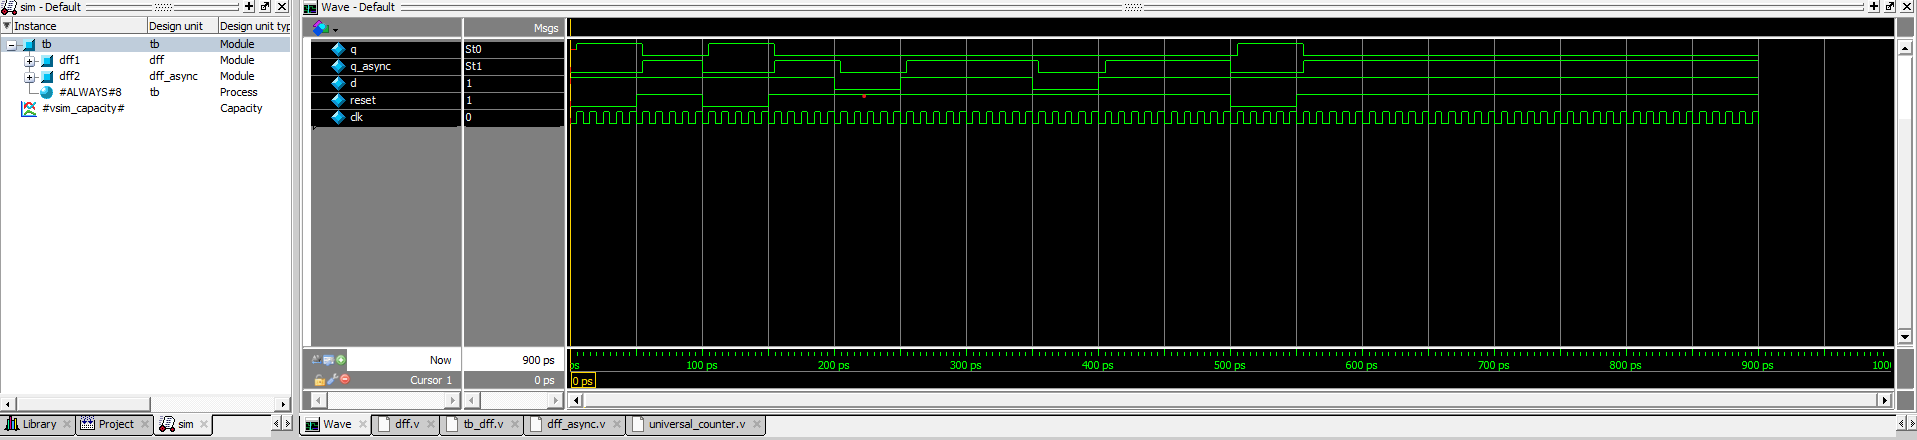 sim - Default
Instance Design unit Design unit typ
tb tb Module
dff1 dff Module
dff2 dff_async Module
#ALWAYS#8 tb Process
#vsim_capacity# Capacity
Library Project sim
Wave - Default
Msgs
q St0
q_async St1
d 1
reset 1
clk 0
Now 900 ps
Cursor 1 0 ps
ps 100 ps 200 ps 300 ps 400 ps 500 ps 600 ps 700 ps 800 ps 900 ps 1000
0 ps
Wave dff.v tb_dff.v dff_async.v universal_counter.v